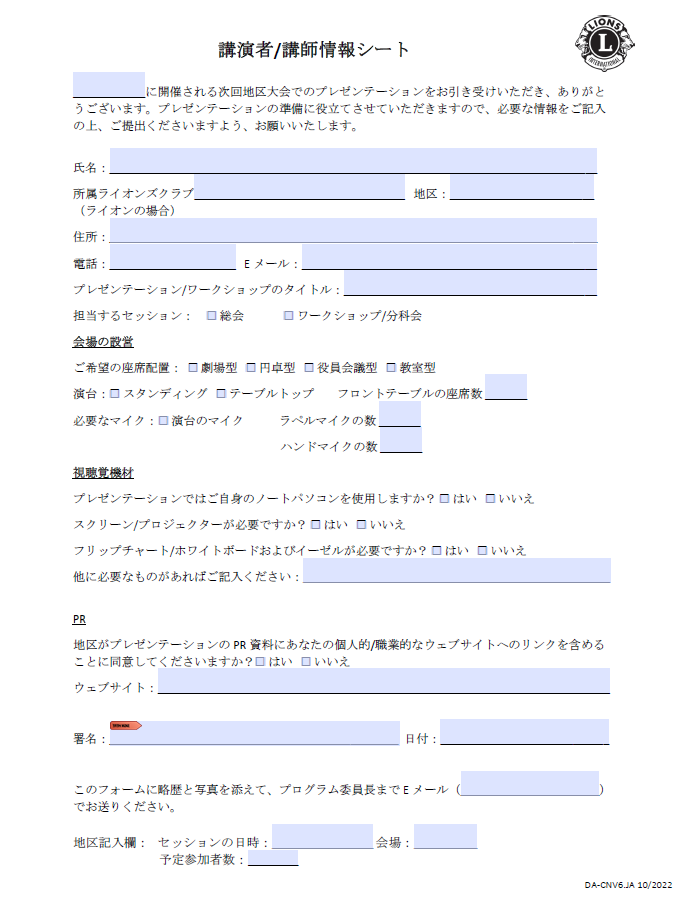 講演者/講師情報シート
LIONS
L
INTERNATIONAL
に開催される次回地区大会でのプレゼンテーションをお引き受けいただき、ありがと
うございます。プレゼンテーションの準備に役立てさせていただきますので、必要な情報をご記入
の上、ご提出くださいますよう、お願いいたします。
氏名：
所属ライオンズクラブ 地区：
（ライオンの場合）
住所：
電話： E メール：
プレゼンテーション/ワークショップのタイトル：
担当するセッション： □ 総会 □ ワークショップ/分科会
会場の設営
ご希望の座席配置： □ 劇場型 □ 円卓型 □ 役員会議型 □ 教室型
演台：□ スタンディング □ テーブルトップ フロントテーブルの座席数
必要なマイク：□ 演台のマイク ラペルマイクの数
ハンドマイクの数
視聴覚機材
プレゼンテーションではご自身のノートパソコンを使用しますか？ □ はい □ いいえ
スクリーン/プロジェクターが必要ですか？ □ はい □ いいえ
フリップチャート/ホワイトボードおよびイーゼルが必要ですか？ □ はい □ いいえ
他に必要なものがあればご記入ください：
PR
地区がプレゼンテーションの PR 資料にあなたの個人的/職業的なウェブサイトへのリンクを含める
ことに同意してくださいますか？□ はい □ いいえ
ウェブサイト：
署名： 日付：
このフォームに略歴と写真を添えて、プログラム委員長まで E メール（ ）
でお送りください。
地区記入欄： セッションの日時： 会場：
予定参加者数：
DA-CNV6.JA 10/2022